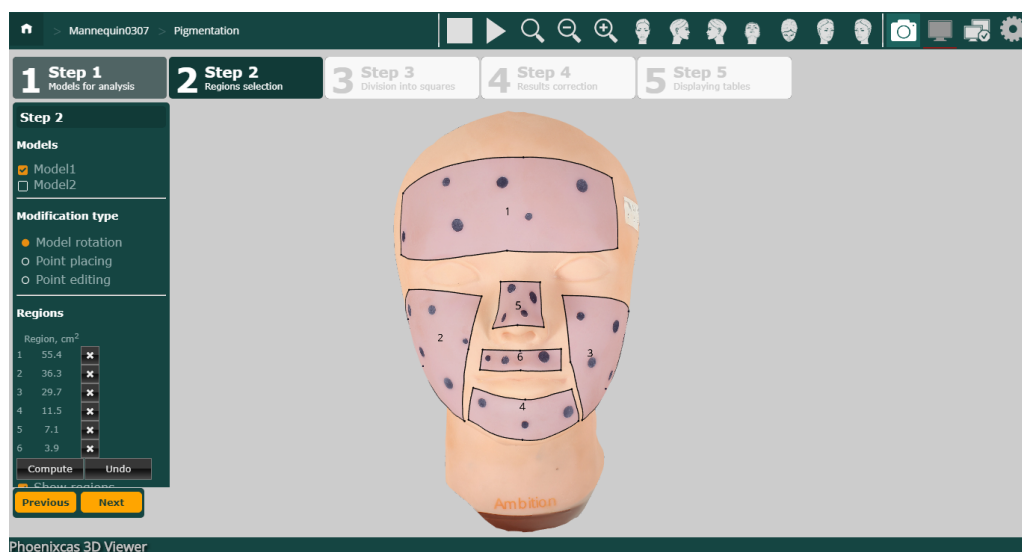 > Mannequin0307 > Pigmentation
1 Step 1
Models for analysis
2 Step 2
Regions selection
3 Step 3
Division into squares
4 Step 4
Results correction
5 Step 5
Displaying tables
Step 2
Models
Model1
Model2
Modification type
Model rotation
Point placing
Point editing
Regions
Region, cm²
1 55.4
2 36.3
3 29.7
4 11.5
5 7.1
6 3.9
Compute Undo
Show regions
Previous Next
1
5
2
3
6
4
Ambition
Phoenixcas 3D Viewer